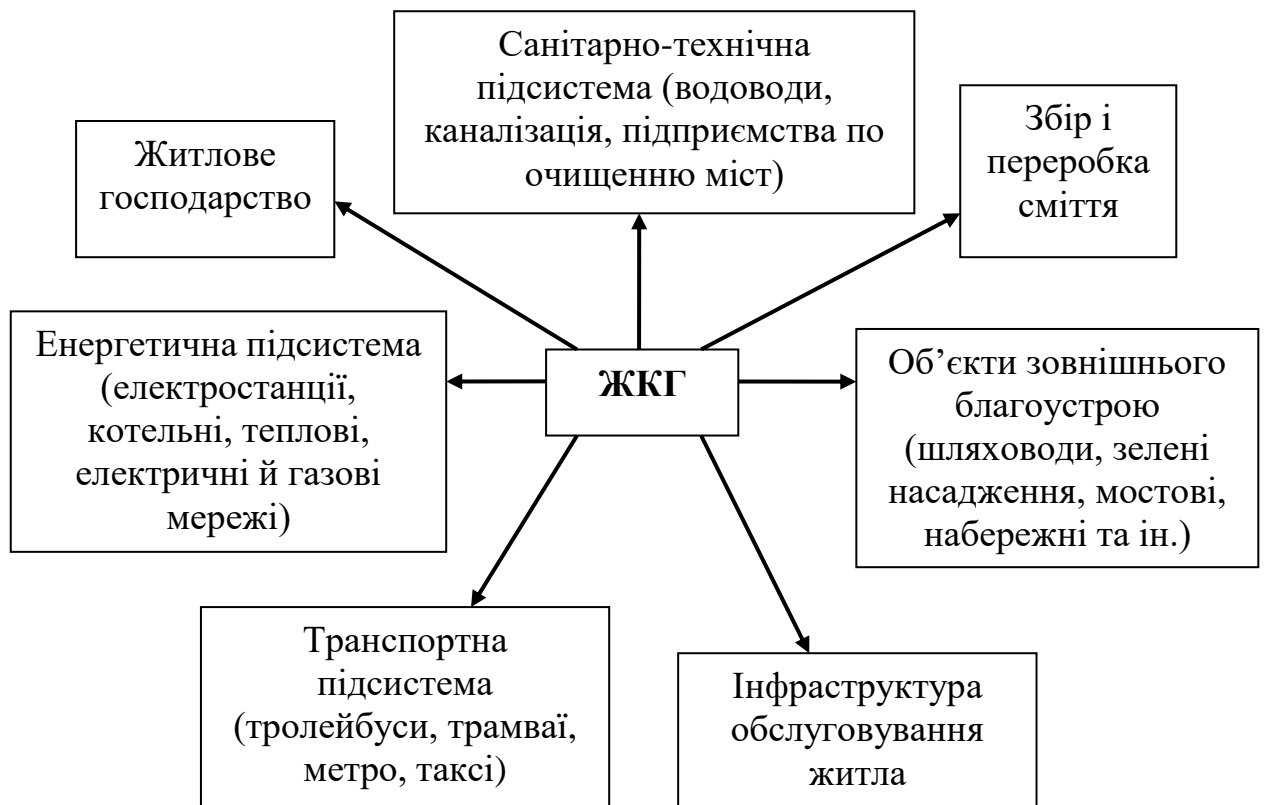 Санітарно-технічна
підсистема (водоводи,
каналізація, підприємства по
очищенню міст)
Житлове
господарство
Збір і
переробка
сміття
Енергетична підсистема
(електростанції,
котельні, теплові,
електричні й газові
мережі)
ЖКГ
Об’єкти зовнішнього
благоустрою
(шляховоди, зелені
насадження, мостові,
набережні та ін.)
Транспортна
підсистема
(тролейбуси, трамваї,
метро, таксі)
Інфраструктура
обслуговування
житла